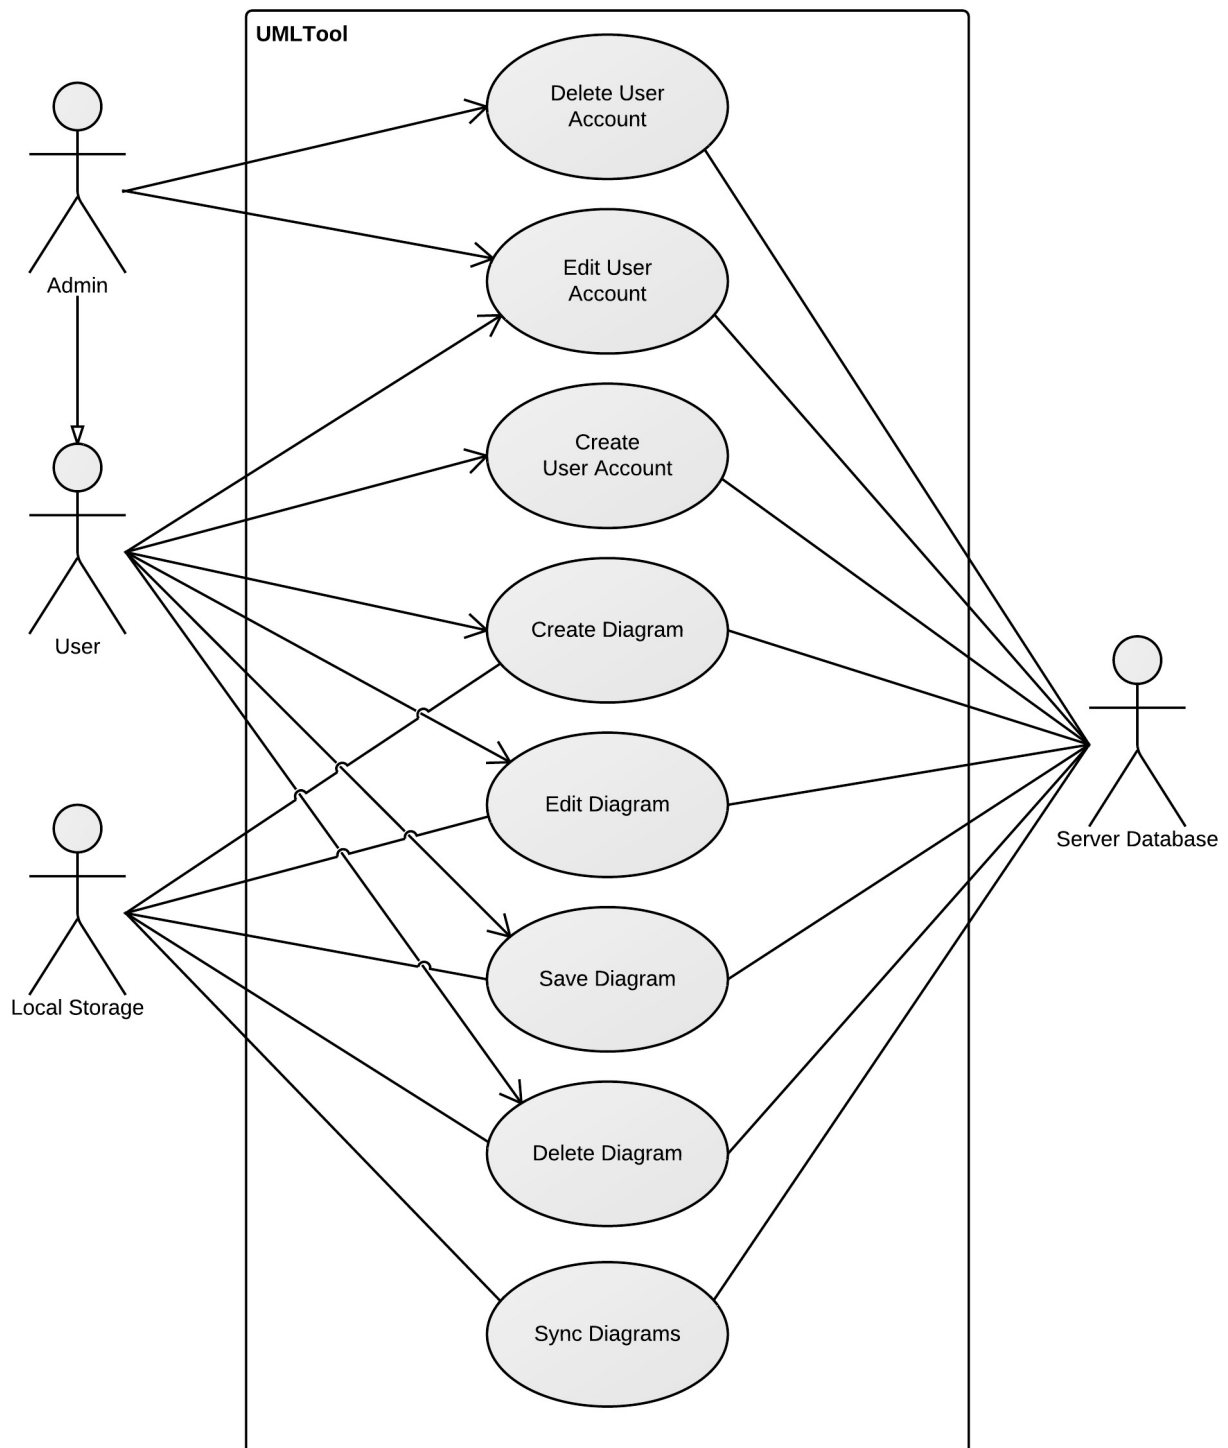 UMLTool
Delete User
Account
Admin
Edit User
Account
Create
User Account
User
Create Diagram
Edit Diagram
Server Database
Local Storage
Save Diagram
Delete Diagram
Sync Diagrams